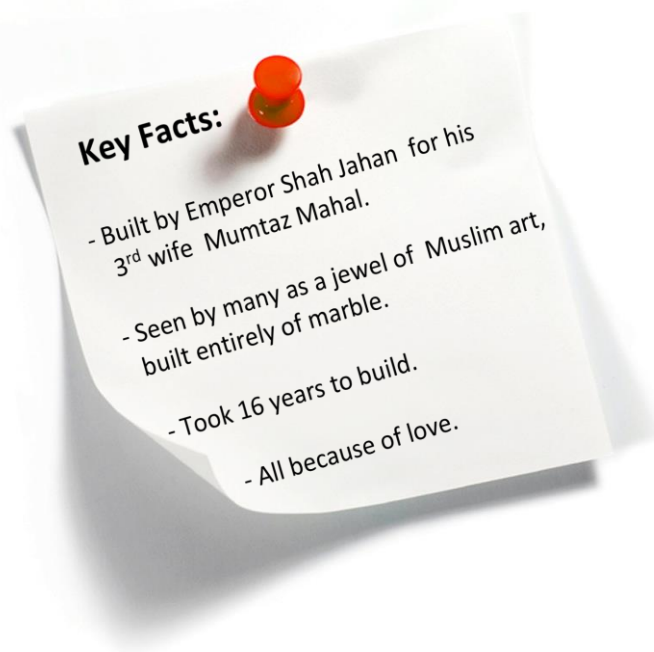 Key Facts:
- Built by Emperor Shah Jahan for his
3rd wife Mumtaz Mahal.
- Seen by many as a jewel of Muslim art,
built entirely of marble.
- Took 16 years to build.
- All because of love.